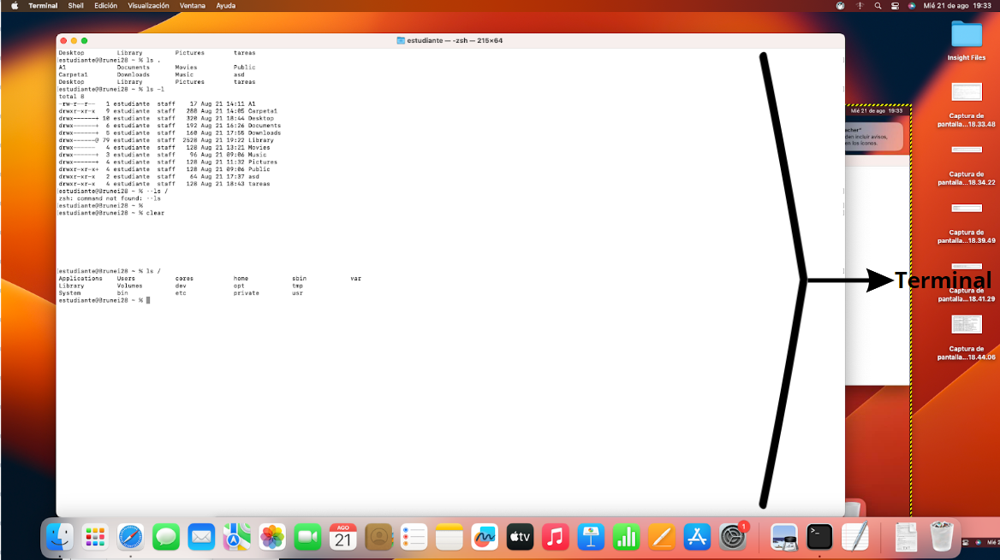 Terminal Shell Edición Visualización Ventana Ayuda Mié 21 de ago 19:33
estudiante — -zsh — 215×64
Desktop Library Pictures tareas
estudiante@Brunei28 ~ % ls .
A1 Documents Movies Public
Carpeta1 Downloads Music asd
Desktop Library Pictures tareas
estudiante@Brunei28 ~ % ls -l
total 8
-rw-r--r-- 1 estudiante staff 17 Aug 21 14:11 A1
drwxr-xr-x 9 estudiante staff 288 Aug 21 14:05 Carpeta1
drwx------+ 10 estudiante staff 320 Aug 21 18:44 Desktop
drwx------+ 6 estudiante staff 192 Aug 21 16:26 Documents
drwx------+ 5 estudiante staff 160 Aug 21 17:55 Downloads
drwx------@ 79 estudiante staff 2528 Aug 21 19:22 Library
drwx------ 4 estudiante staff 128 Aug 21 13:21 Movies
drwx------+ 3 estudiante staff 96 Aug 21 09:06 Music
drwx------+ 4 estudiante staff 128 Aug 21 11:32 Pictures
drwxr-xr-x+ 4 estudiante staff 128 Aug 21 09:06 Public
drwxr-xr-x 2 estudiante staff 64 Aug 21 17:37 asd
drwxr-xr-x 4 estudiante staff 128 Aug 21 18:43 tareas
estudiante@Brunei28 ~ % --ls /
zsh: command not found: --ls
estudiante@Brunei28 ~ %
estudiante@Brunei28 ~ % clear
estudiante@Brunei28 ~ % ls /
Applications Users cores home sbin var
Library Volumes dev opt tmp
System bin etc private usr
estudiante@Brunei28 ~ %
Terminal
Mié 21 de ago 19:33
acher"
den incluir avisos,
en los iconos.
Insight Files
Captura de
pantalla...18.33.48
Captura de
pantalla...18.34.22
Captura de
pantalla...18.39.49
Captura de
pantalla...18.41.29
Captura de
pantalla...18.44.06
AGO
21
tv
1
>_
TXT
Mié 2